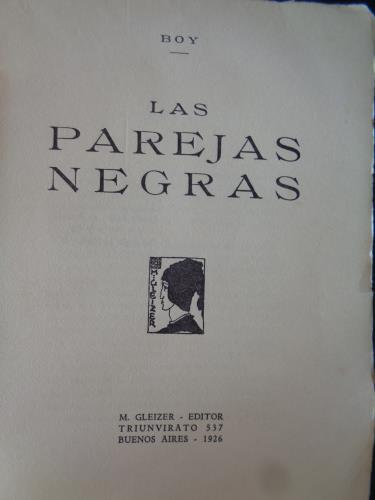 BOY
LAS
PAREJAS
NEGRAS
M. GLEIZER
M. GLEIZER - EDITOR
TRIUNVIRATO 537
BUENOS AIRES - 1926